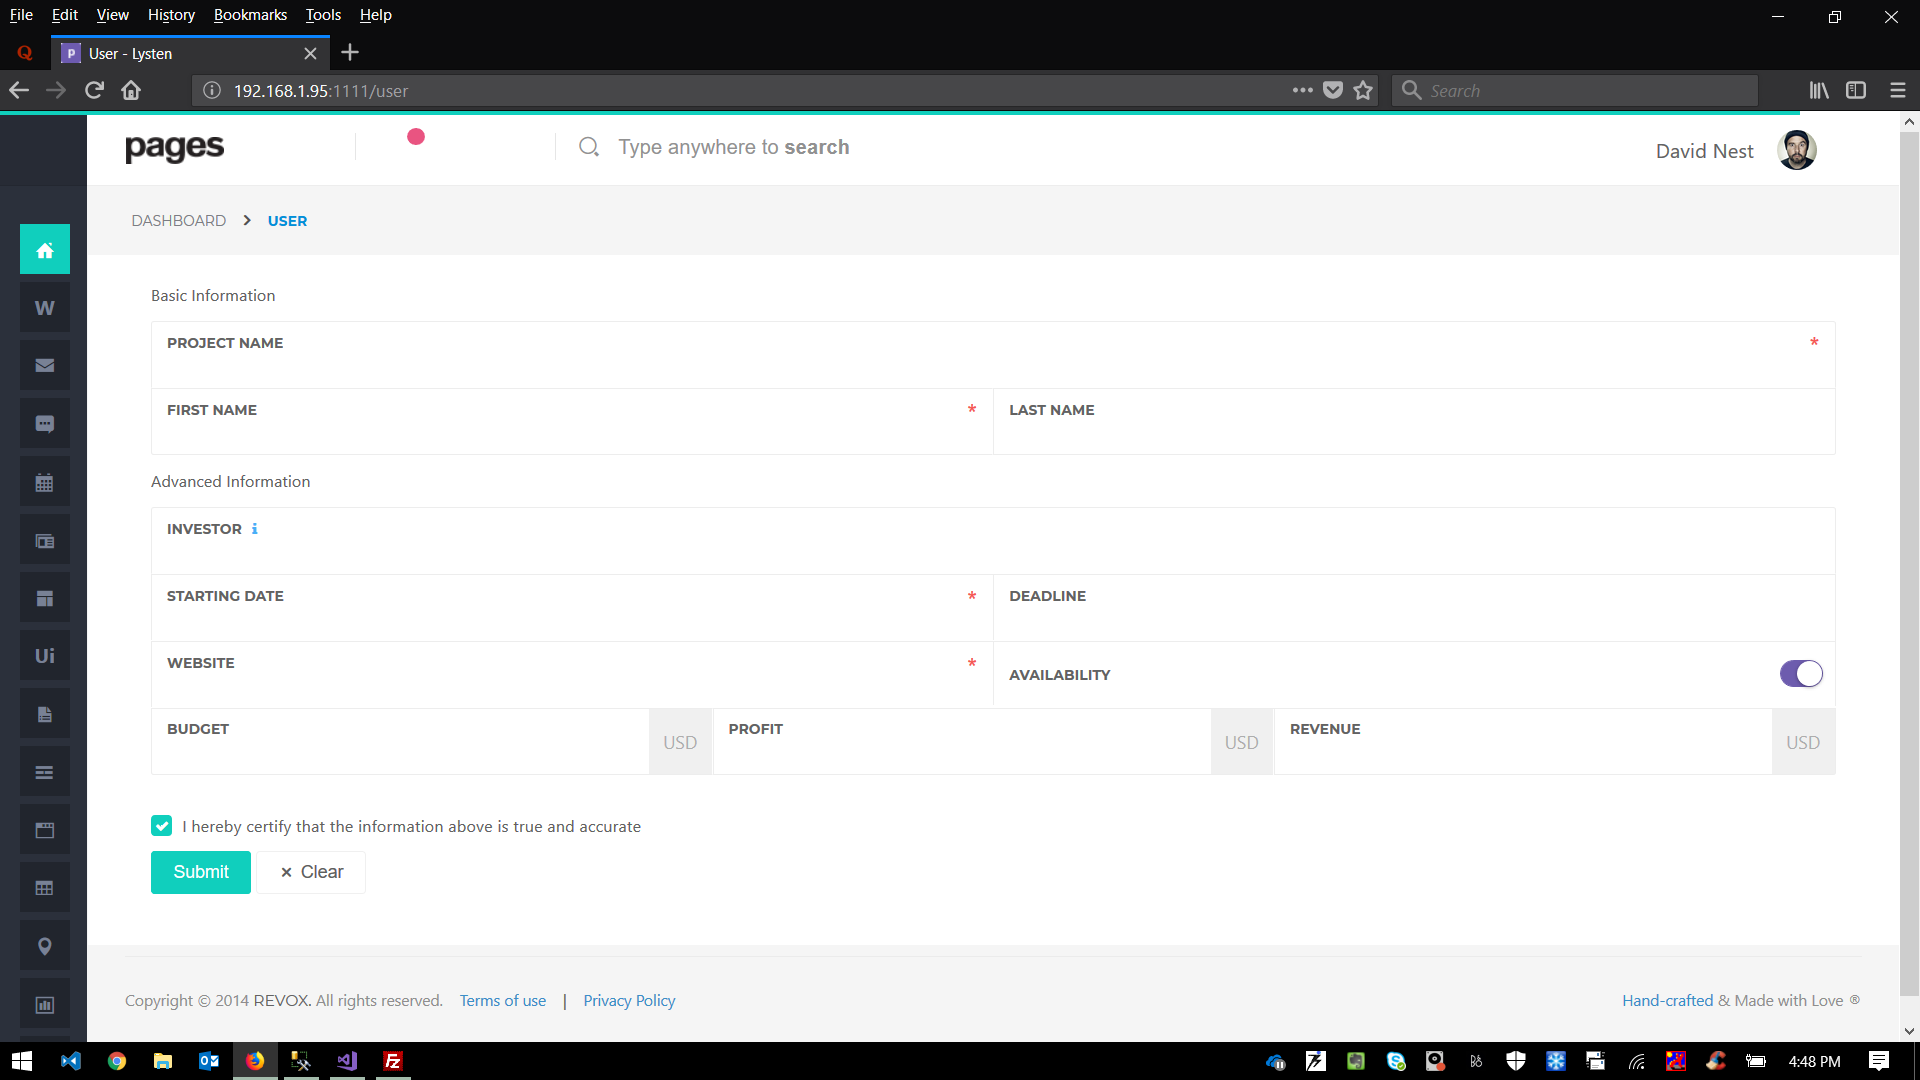 File Edit View History Bookmarks Tools Help
User - Lysten
192.168.1.95:1111/user
Search
pages
Type anywhere to search
David Nest
DASHBOARD USER
Basic Information
PROJECT NAME *
FIRST NAME *
LAST NAME
Advanced Information
INVESTOR i
STARTING DATE *
DEADLINE
WEBSITE *
AVAILABILITY
BUDGET USD
PROFIT USD
REVENUE USD
I hereby certify that the information above is true and accurate
Submit
× Clear
W
Ui
Copyright © 2014 REVOX. All rights reserved. Terms of use | Privacy Policy
Hand-crafted & Made with Love ®
4:48 PM